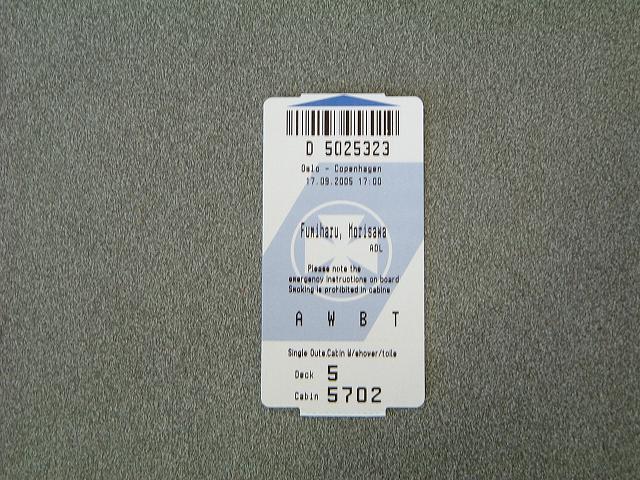 D 5025323
Oslo - Copenhagen
17.09.2005 17:00
Fumiharu, Morisawa
ADL
Please note the
emergency instructions on board
Smoking is prohibited in cabins
A W B T
Single Outs.Cabin W/shower/toile
Deck 5
Cabin 5702